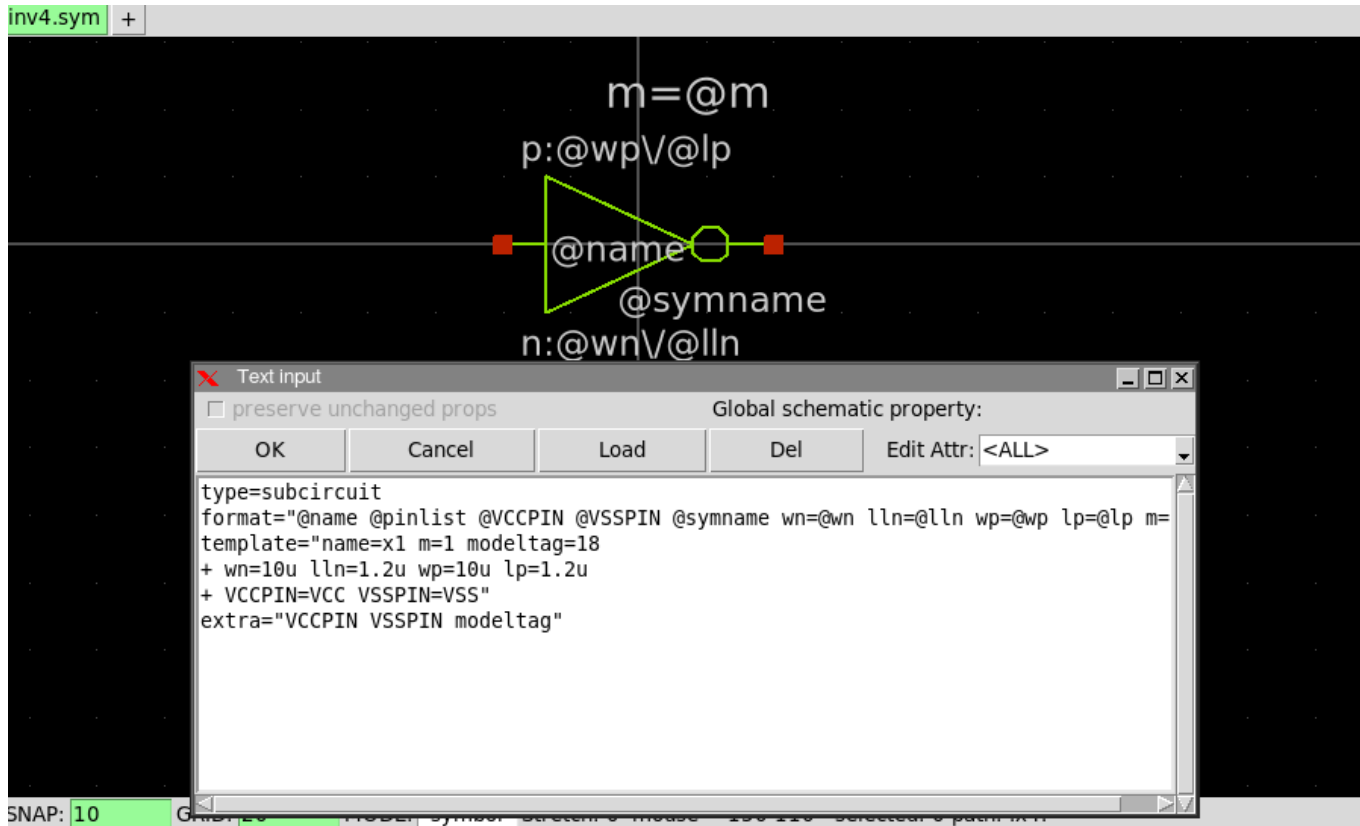 inv4.sym +
m=@m
p:@wp\/@lp
@name
@symname
n:@wn\/@lln
Text input
preserve unchanged props Global schematic property:
OK Cancel Load Del Edit Attr: <ALL>
type=subcircuit
format="@name @pinlist @VCCPIN @VSSPIN @symname wn=@wn lln=@lln wp=@wp lp=@lp m=
template="name=x1 m=1 modeltag=18
+ wn=10u lln=1.2u wp=10u lp=1.2u
+ VCCPIN=VCC VSSPIN=VSS"
extra="VCCPIN VSSPIN modeltag"
SNAP: 10